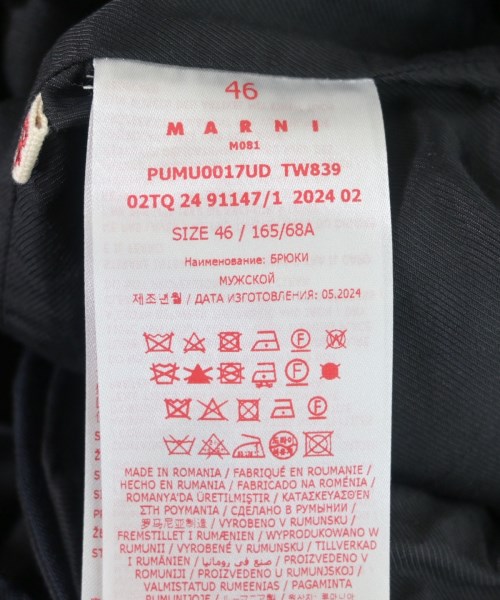 46
MARNI
M081
PUMU0017UD TW839
02TQ 24 91147/1 2024 02
SIZE 46 / 165/68A
Наименование: БРЮКИ
МУЖСКОЙ
제조년월 / ДАТА ИЗГОТОВЛЕНИЯ: 05.2024
MADE IN ROMANIA / FABRIQUÉ EN ROUMANIE /
HECHO EN RUMANIA / FABRICADO NA ROMÉNIA /
ROMANYA'DA ÜRETILMIŞTIR / ΚΑΤΑΣΚΕΥΑΣΘΈΝ
ΣΤΗ ΡΟΥΜΑΝΊΑ / СДЕЛАНО В РУМЫНИИ /
罗马尼亚制造 / VYROBENO V RUMUNSKU /
FREMSTILLET I RUMÆNIEN / WYPRODUKOWANO W
RUMUNII / VYROBENÉ V RUMUNSKU / TILLVERKAD
I RUMÄNIEN / صنع في رومانيا / PROIZVEDENO V
ROMUNIJI / PROIZVEDENO U RUMUNJSKOJ /
VALMISTATUD RUMEENIAS / PAGAMINTA
RUMUNIJOJE /